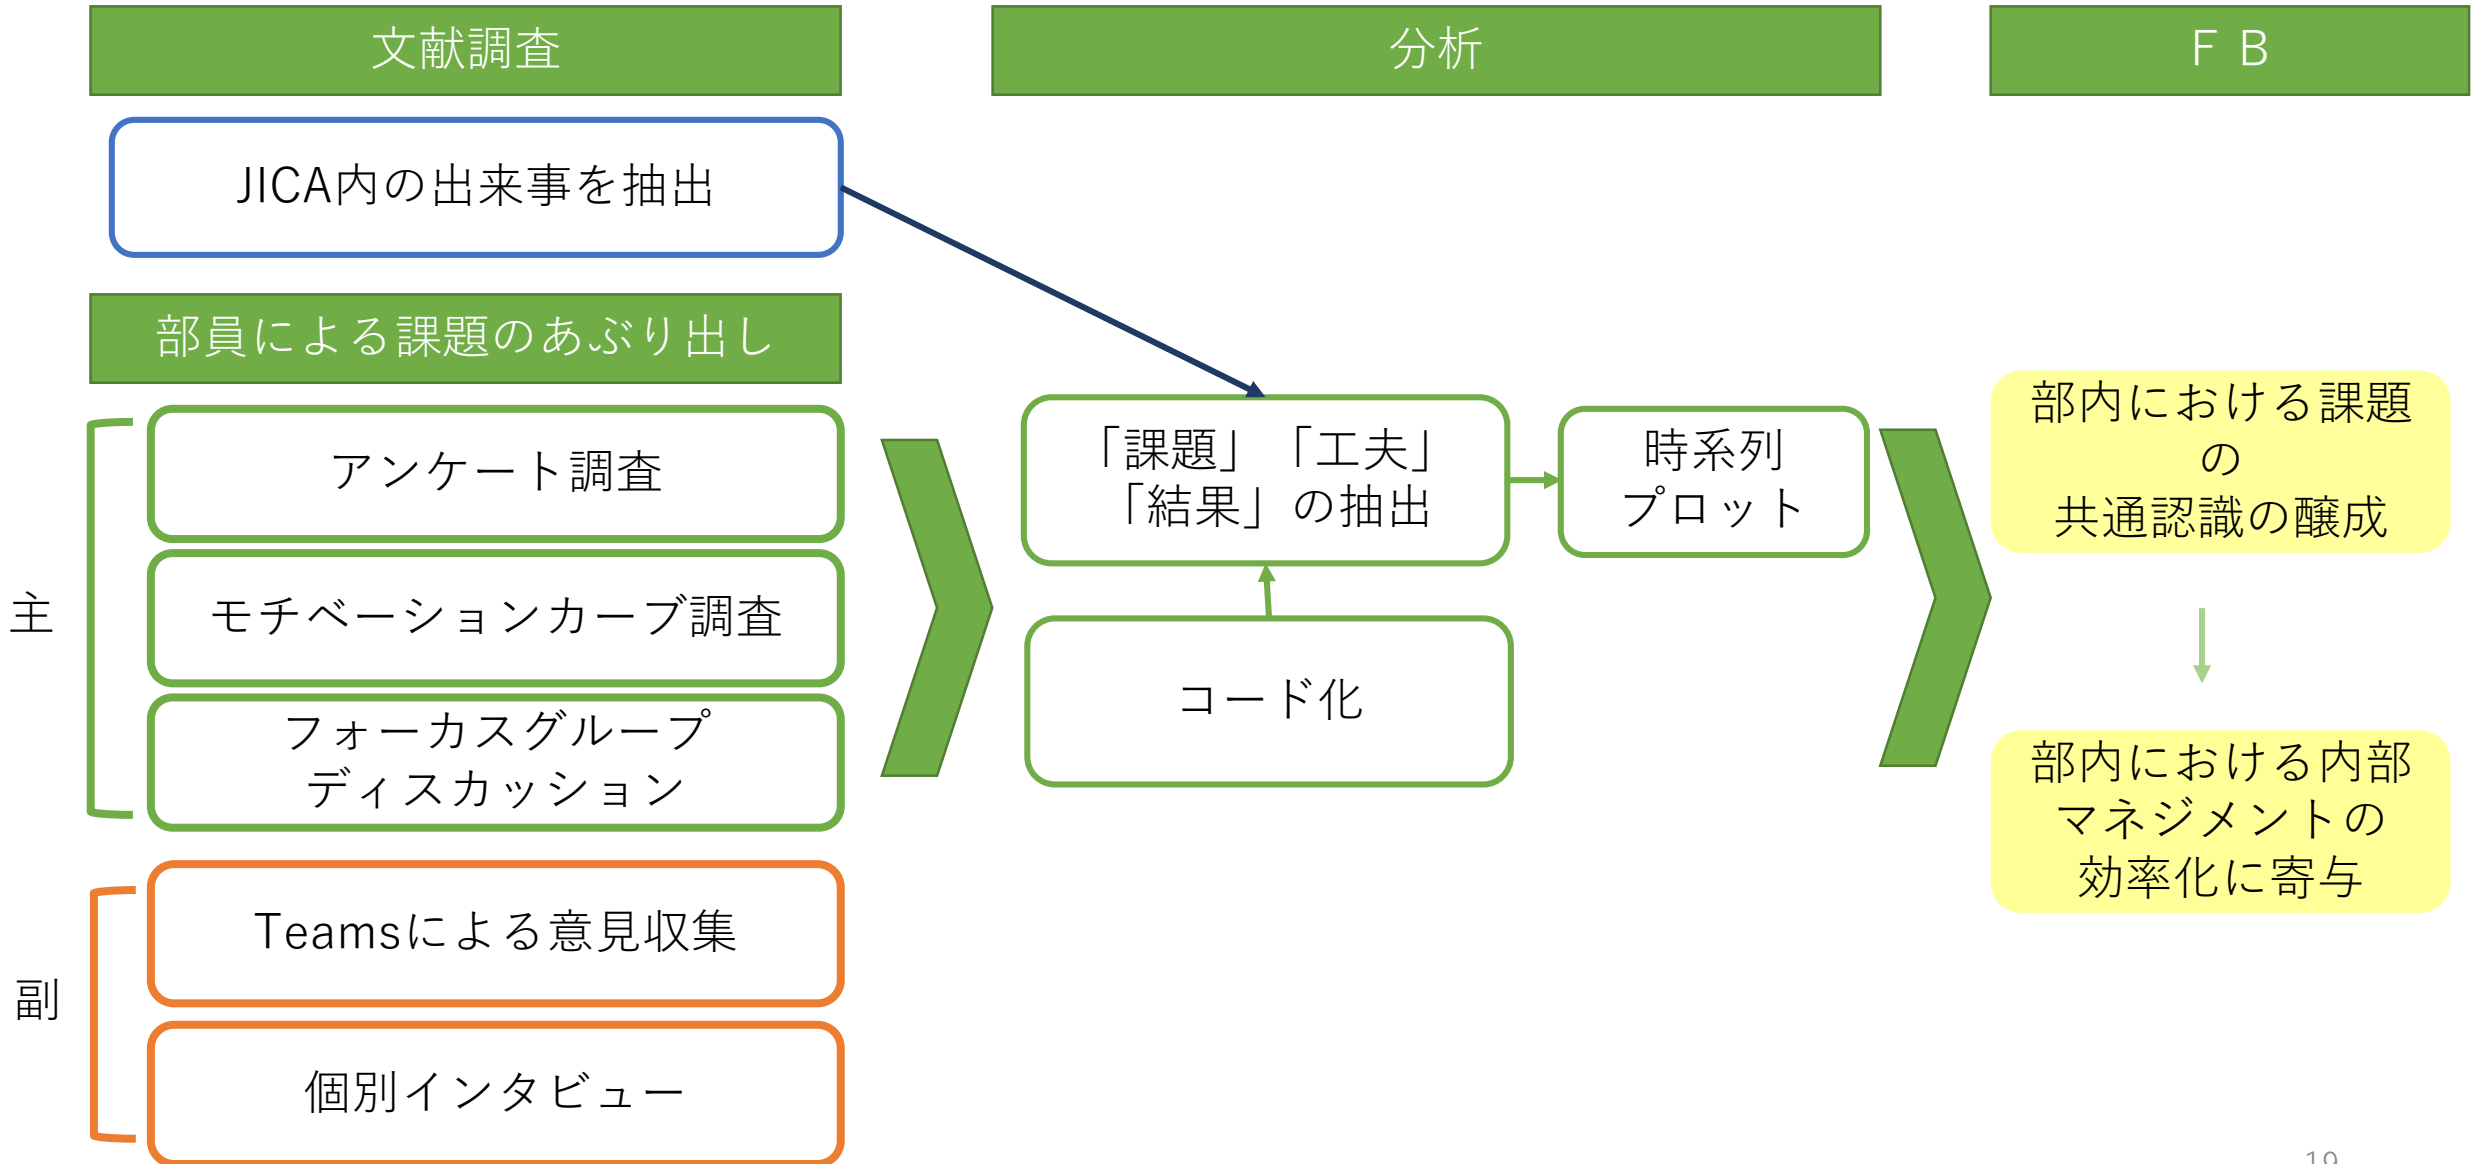 文献調査
JICA内の出来事を抽出
部員による課題のあぶり出し
主
アンケート調査
モチベーションカーブ調査
フォーカスグループ
ディスカッション
副
Teamsによる意見収集
個別インタビュー
分析
「課題」「工夫」
「結果」の抽出
時系列
プロット
コード化
ＦＢ
部内における課題
の
共通認識の醸成
部内における内部
マネジメントの
効率化に寄与
19